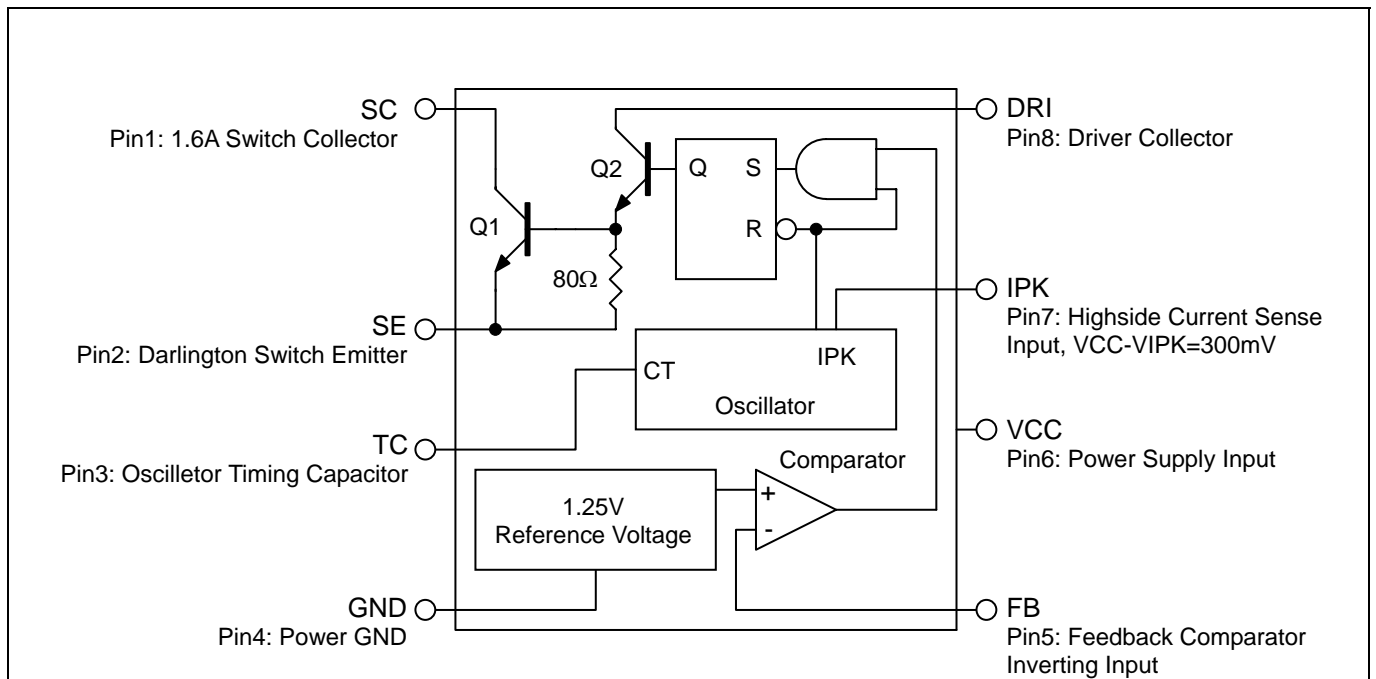 SC
Pin1: 1.6A Switch Collector
DRI
Pin8: Driver Collector
Q2
Q
S
R
Q1
80Ω
SE
Pin2: Darlington Switch Emitter
IPK
Pin7: Highside Current Sense
Input, VCC-VIPK=300mV
CT
IPK
Oscillator
TC
Pin3: Oscilletor Timing Capacitor
VCC
Pin6: Power Supply Input
Comparator
1.25V
Reference Voltage
+
-
GND
Pin4: Power GND
FB
Pin5: Feedback Comparator
Inverting Input